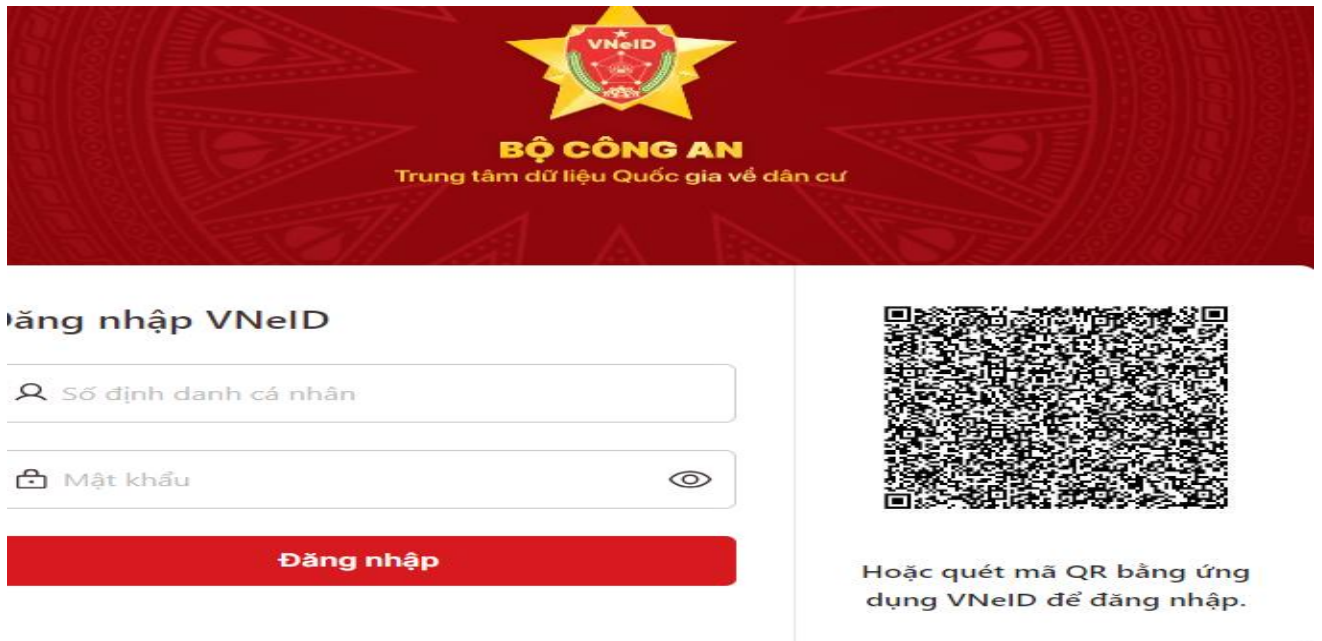 VNeID
BỘ CÔNG AN
Trung tâm dữ liệu Quốc gia về dân cư
ăng nhập VNeID
Số định danh cá nhân
Mật khẩu
Đăng nhập
Hoặc quét mã QR bằng ứng
dụng VNeID để đăng nhập.